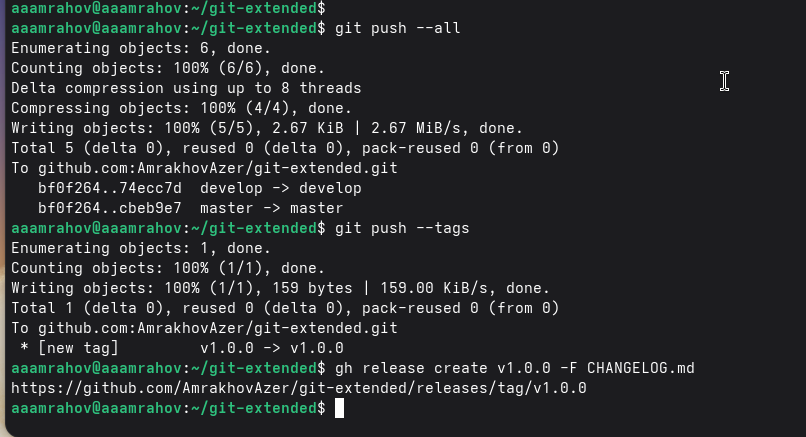 aaamrahov@aaamrahov:~/git-extended$
aaamrahov@aaamrahov:~/git-extended$ git push --all
Enumerating objects: 6, done.
Counting objects: 100% (6/6), done.
Delta compression using up to 8 threads
Compressing objects: 100% (4/4), done.
Writing objects: 100% (5/5), 2.67 KiB | 2.67 MiB/s, done.
Total 5 (delta 0), reused 0 (delta 0), pack-reused 0 (from 0)
To github.com:AmrakhovAzer/git-extended.git
   bf0f264..74ecc7d  develop -> develop
   bf0f264..cbeb9e7  master -> master
aaamrahov@aaamrahov:~/git-extended$ git push --tags
Enumerating objects: 1, done.
Counting objects: 100% (1/1), done.
Writing objects: 100% (1/1), 159 bytes | 159.00 KiB/s, done.
Total 1 (delta 0), reused 0 (delta 0), pack-reused 0 (from 0)
To github.com:AmrakhovAzer/git-extended.git
 * [new tag]         v1.0.0 -> v1.0.0
aaamrahov@aaamrahov:~/git-extended$ gh release create v1.0.0 -F CHANGELOG.md
https://github.com/AmrakhovAzer/git-extended/releases/tag/v1.0.0
aaamrahov@aaamrahov:~/git-extended$